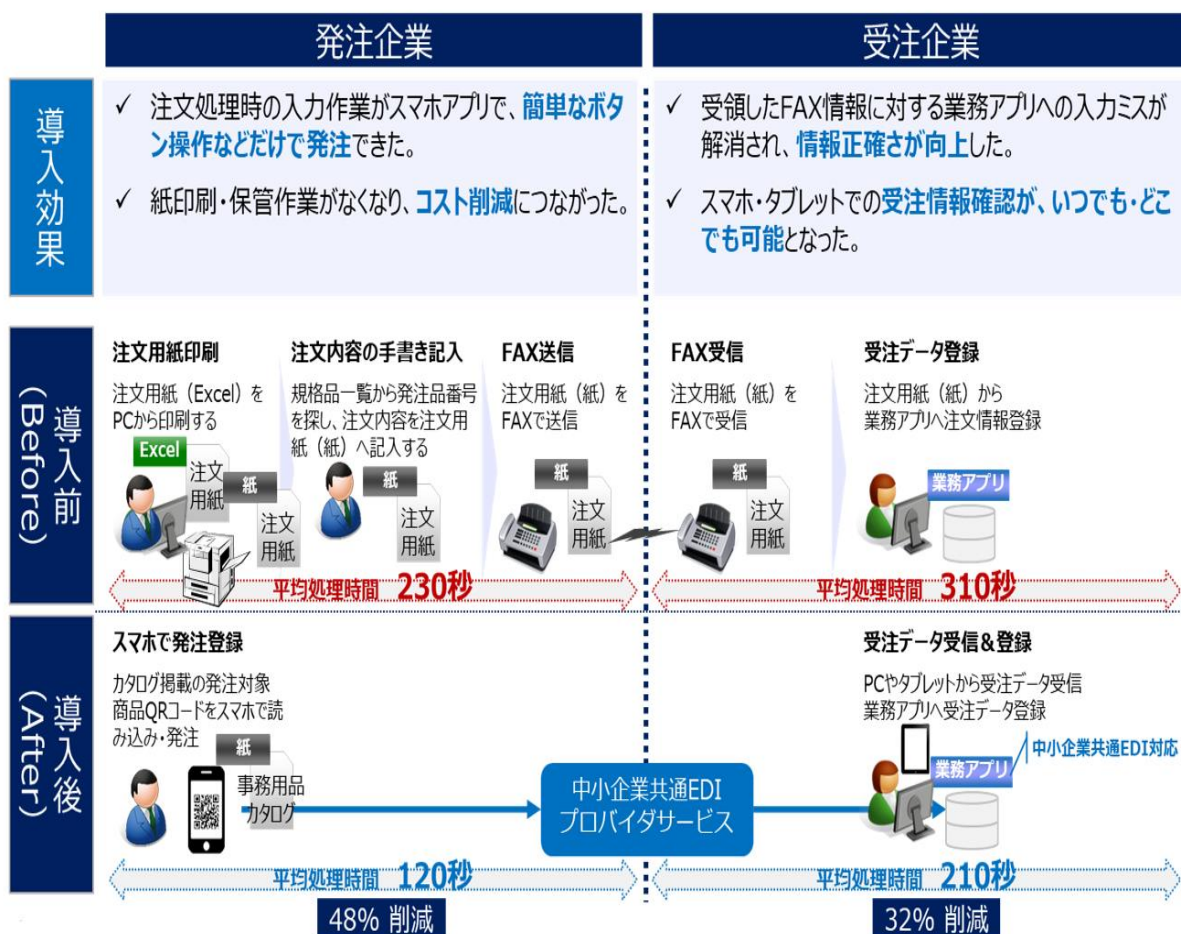 発注企業
受注企業
導入効果
✓ 注文処理時の入力作業がスマホアプリで、簡単なボタ
ン操作などだけで発注できた。
✓ 紙印刷・保管作業がなくなり、コスト削減につながった。
✓ 受領したFAX情報に対する業務アプリへの入力ミスが
解消され、情報正確さが向上した。
✓ スマホ・タブレットでの受注情報確認が、いつでも・どこ
でも可能となった。
導入前
(Before)
注文用紙印刷
注文用紙（Excel）を
PCから印刷する
Excel
注文
用紙
紙
注文
用紙
注文内容の手書き記入
規格品一覧から発注品番号
を探し、注文内容を注文用
紙（紙）へ記入する
紙
注文
用紙
FAX送信
注文用紙（紙）を
FAXで送信
紙
注文
用紙
FAX受信
注文用紙（紙）を
FAXで受信
紙
注文
用紙
受注データ登録
注文用紙（紙）から
業務アプリへ注文情報登録
業務アプリ
平均処理時間 230秒
平均処理時間 310秒
導入後
(After)
スマホで発注登録
カタログ掲載の発注対象
商品QRコードをスマホで読
み込み・発注
紙
事務用品
カタログ
中小企業共通EDI
プロバイダサービス
受注データ受信&登録
PCやタブレットから受注データ受信
業務アプリへ受注データ登録
中小企業共通EDI対応
業務アプリ
平均処理時間 120秒
平均処理時間 210秒
48% 削減
32% 削減